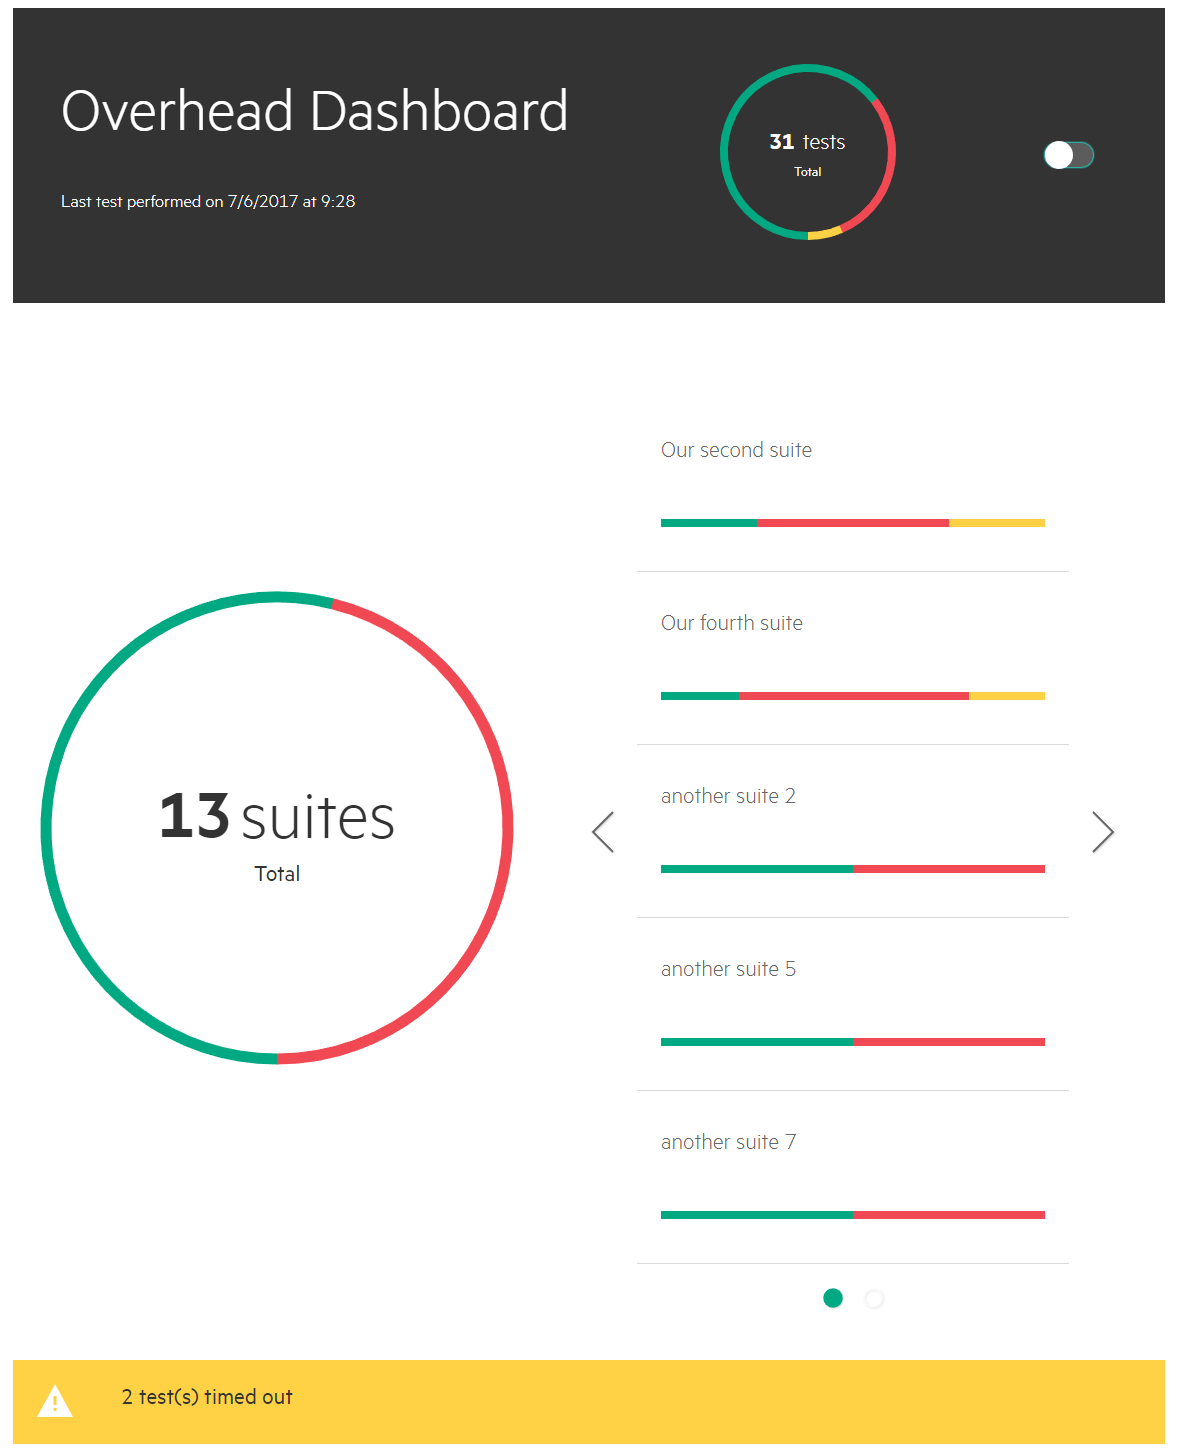 Overhead Dashboard
Last test performed on 7/6/2017 at 9:28
31 tests
Total
13 suites
Total
Our second suite
Our fourth suite
another suite 2
another suite 5
another suite 7
2 test(s) timed out